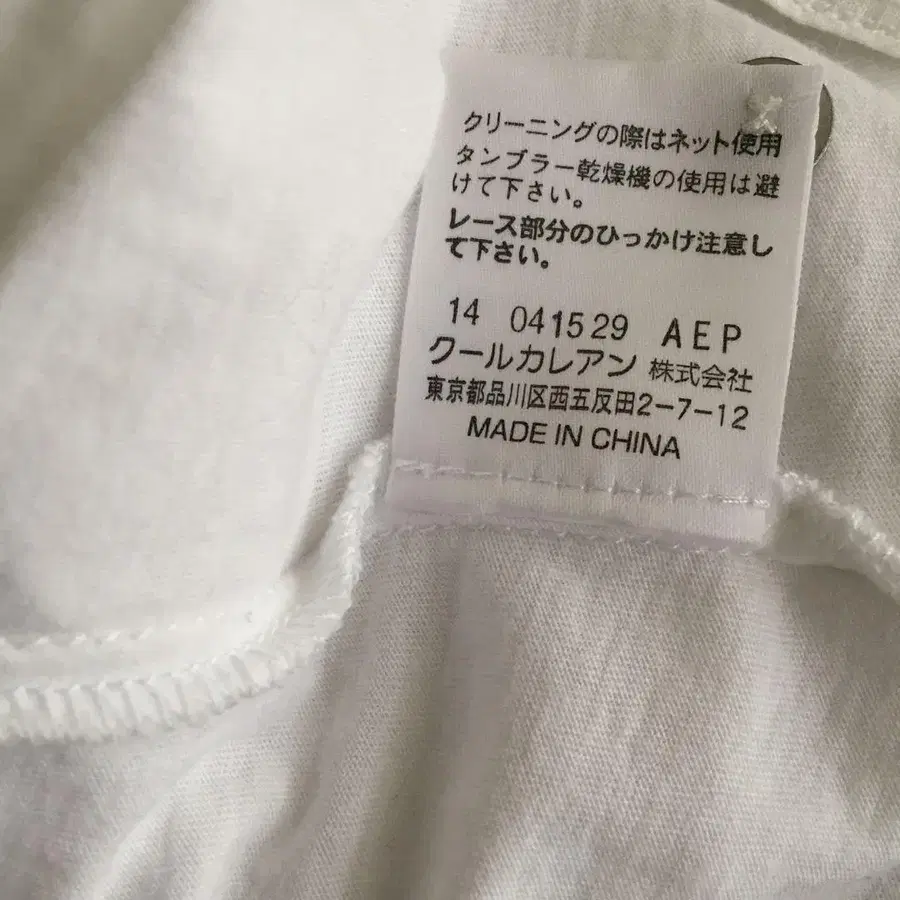 クリーニングの際はネット使用
タンブラー乾燥機の使用は避
けて下さい。
レース部分のひっかけ注意し
て下さい。
14 041529 AEP
クールカレアン 株式会社
東京都品川区西五反田2-7-12
MADE IN CHINA